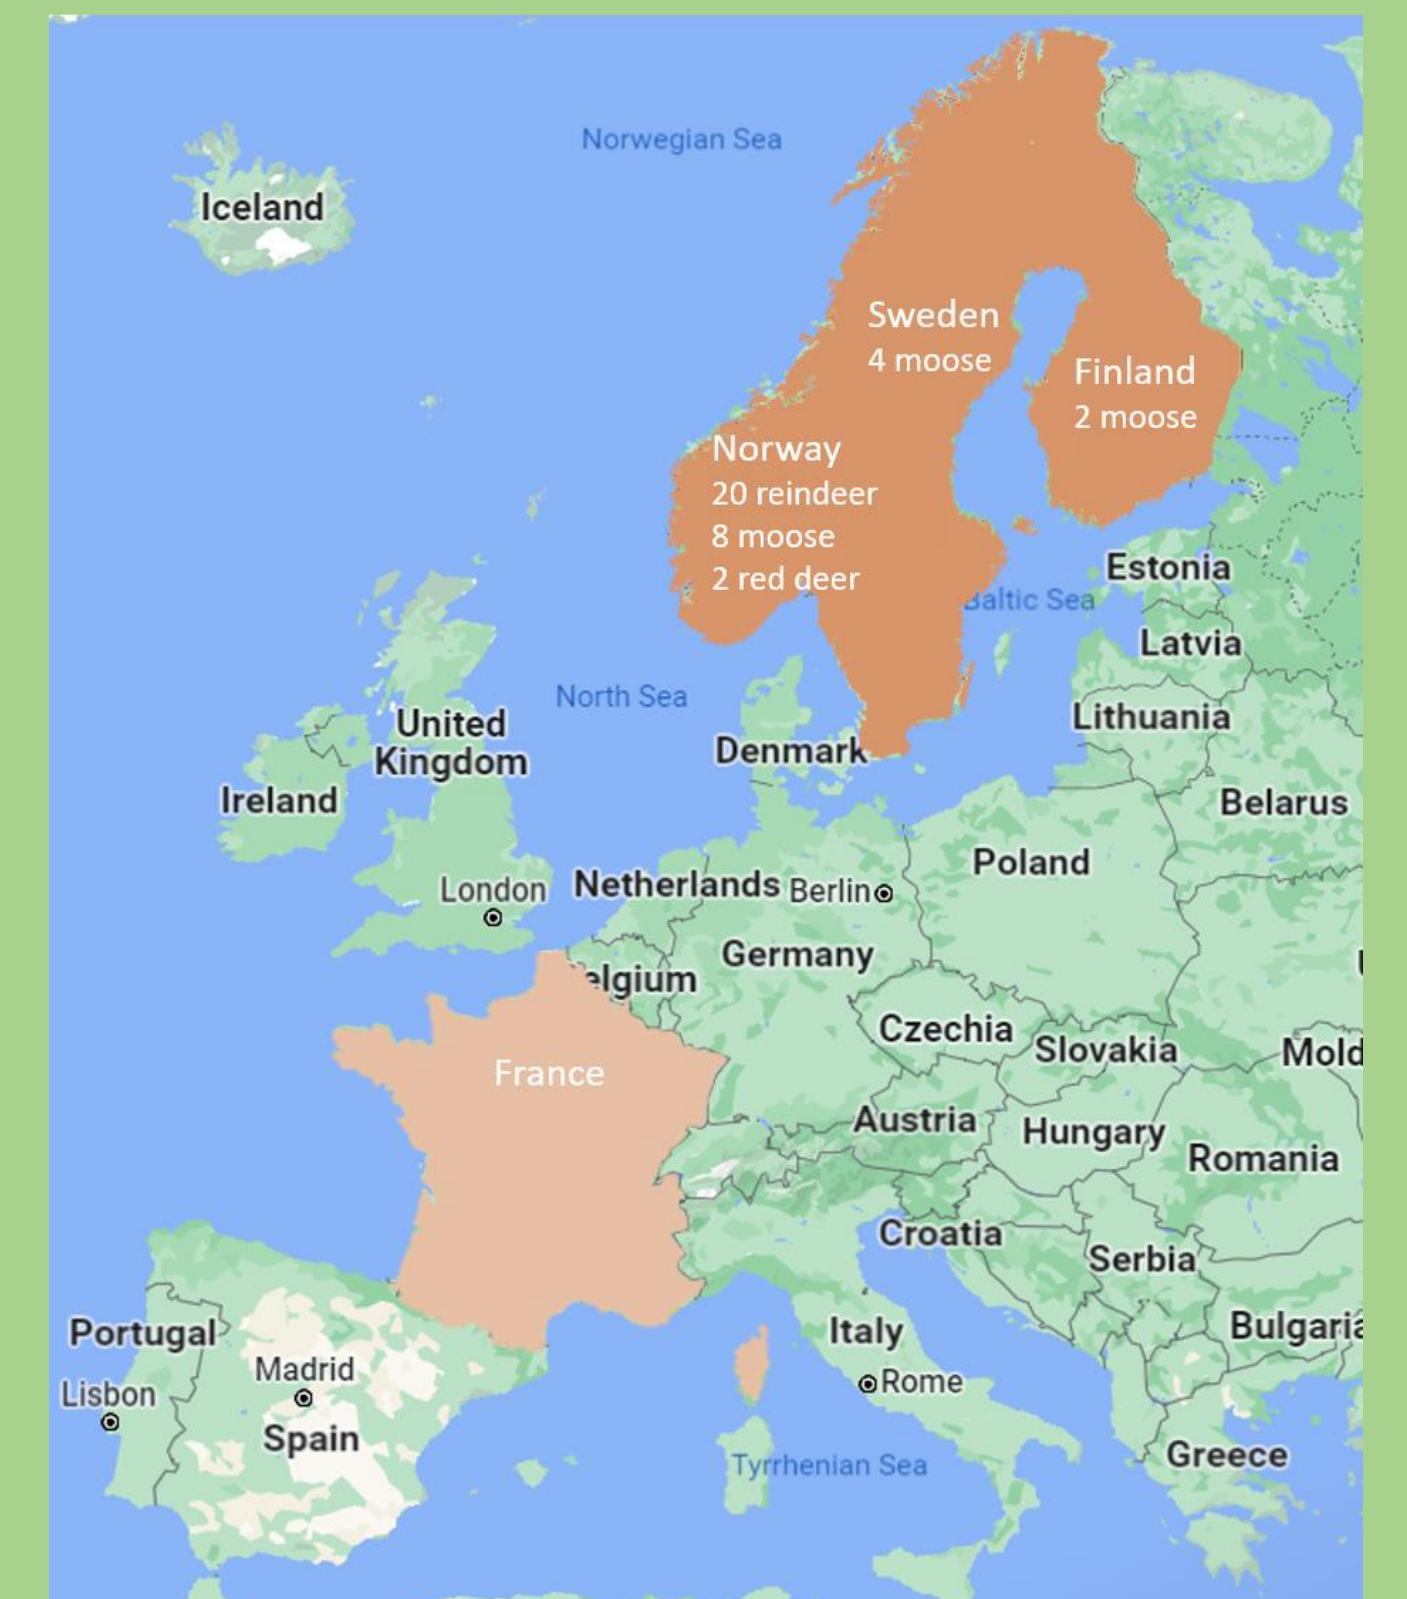 Norwegian Sea
Iceland
Sweden
4 moose
Finland
2 moose
Norway
20 reindeer
8 moose
2 red deer
Estonia
Baltic Sea
Latvia
North Sea
United
Kingdom
Lithuania
Denmark
Ireland
Belarus
Poland
London
Netherlands
Berlin
Germany
elgium
Czechia
Slovakia
Mold
France
Austria
Hungary
Romania
Croatia
Serbia
Portugal
Italy
Bulgaria
Madrid
Lisbon
Rome
Spain
Greece
Tyrrhenian Sea